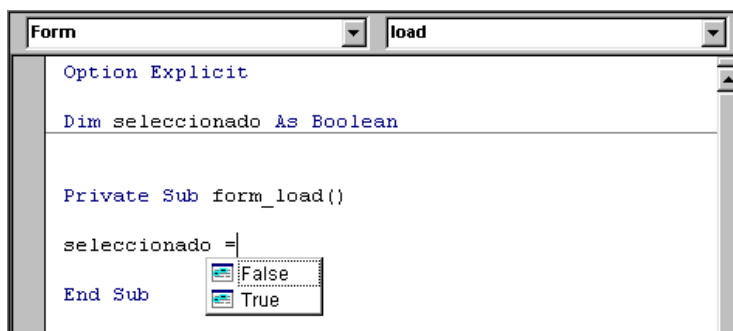 Form load
Option Explicit
Dim seleccionado As Boolean
Private Sub form_load()
seleccionado =
False
True
End Sub